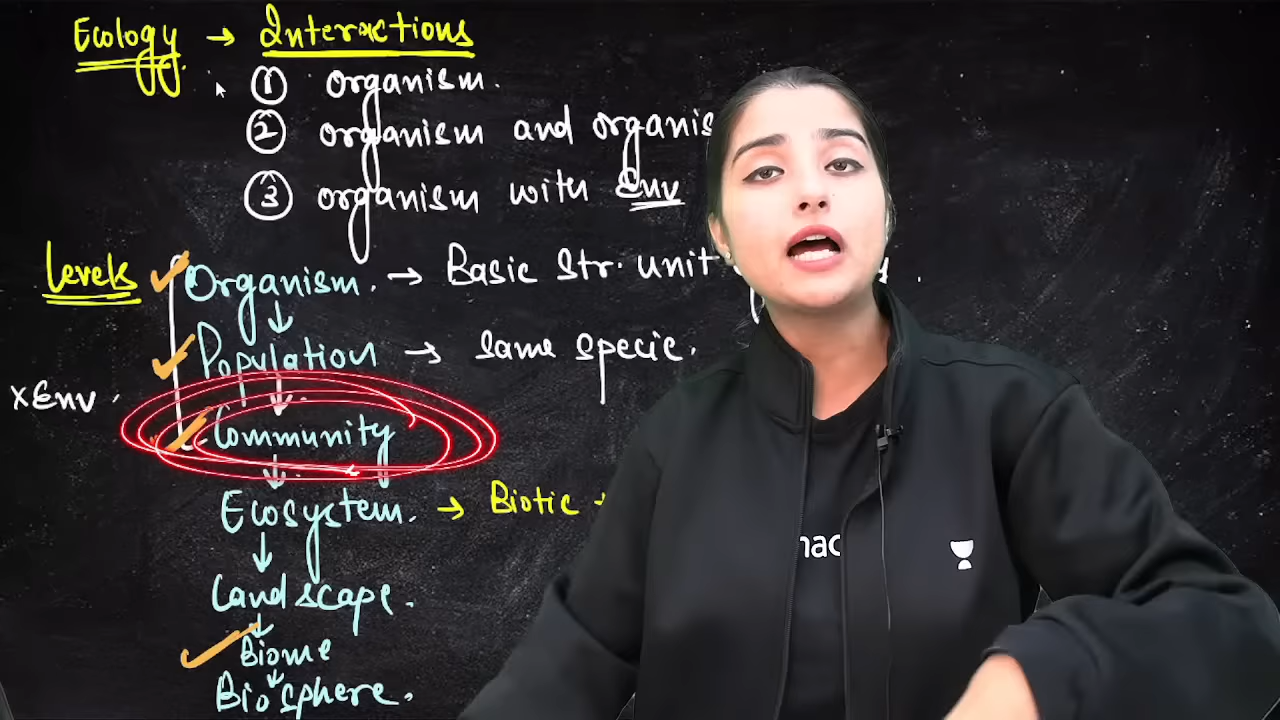 Ecology → Interactions
① organism.
② organism and organis
③ organism with Env
Levels Organism. → Basic Str. unit
Population → same specie.
xEnv.
Community
Ecosystem. → Biotic +
Landscape.
Biome
Biosphere.
nac